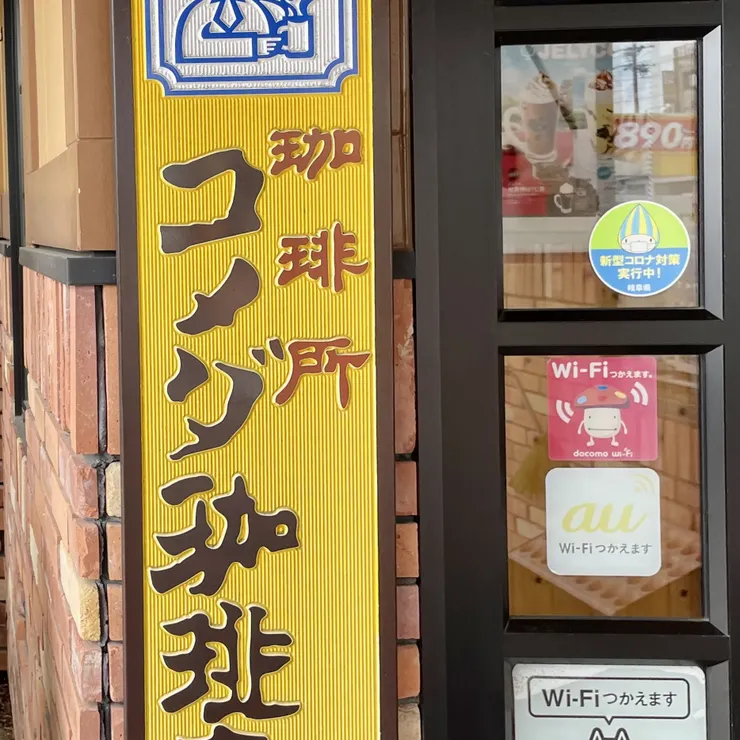 珈琲所
コメダ珈琲
890
新型コロナ対策
実行中!
岐阜県
Wi-Fiつかえます。
docomo Wi-Fi
au
Wi-Fiつかえます
Wi-Fiつかえます